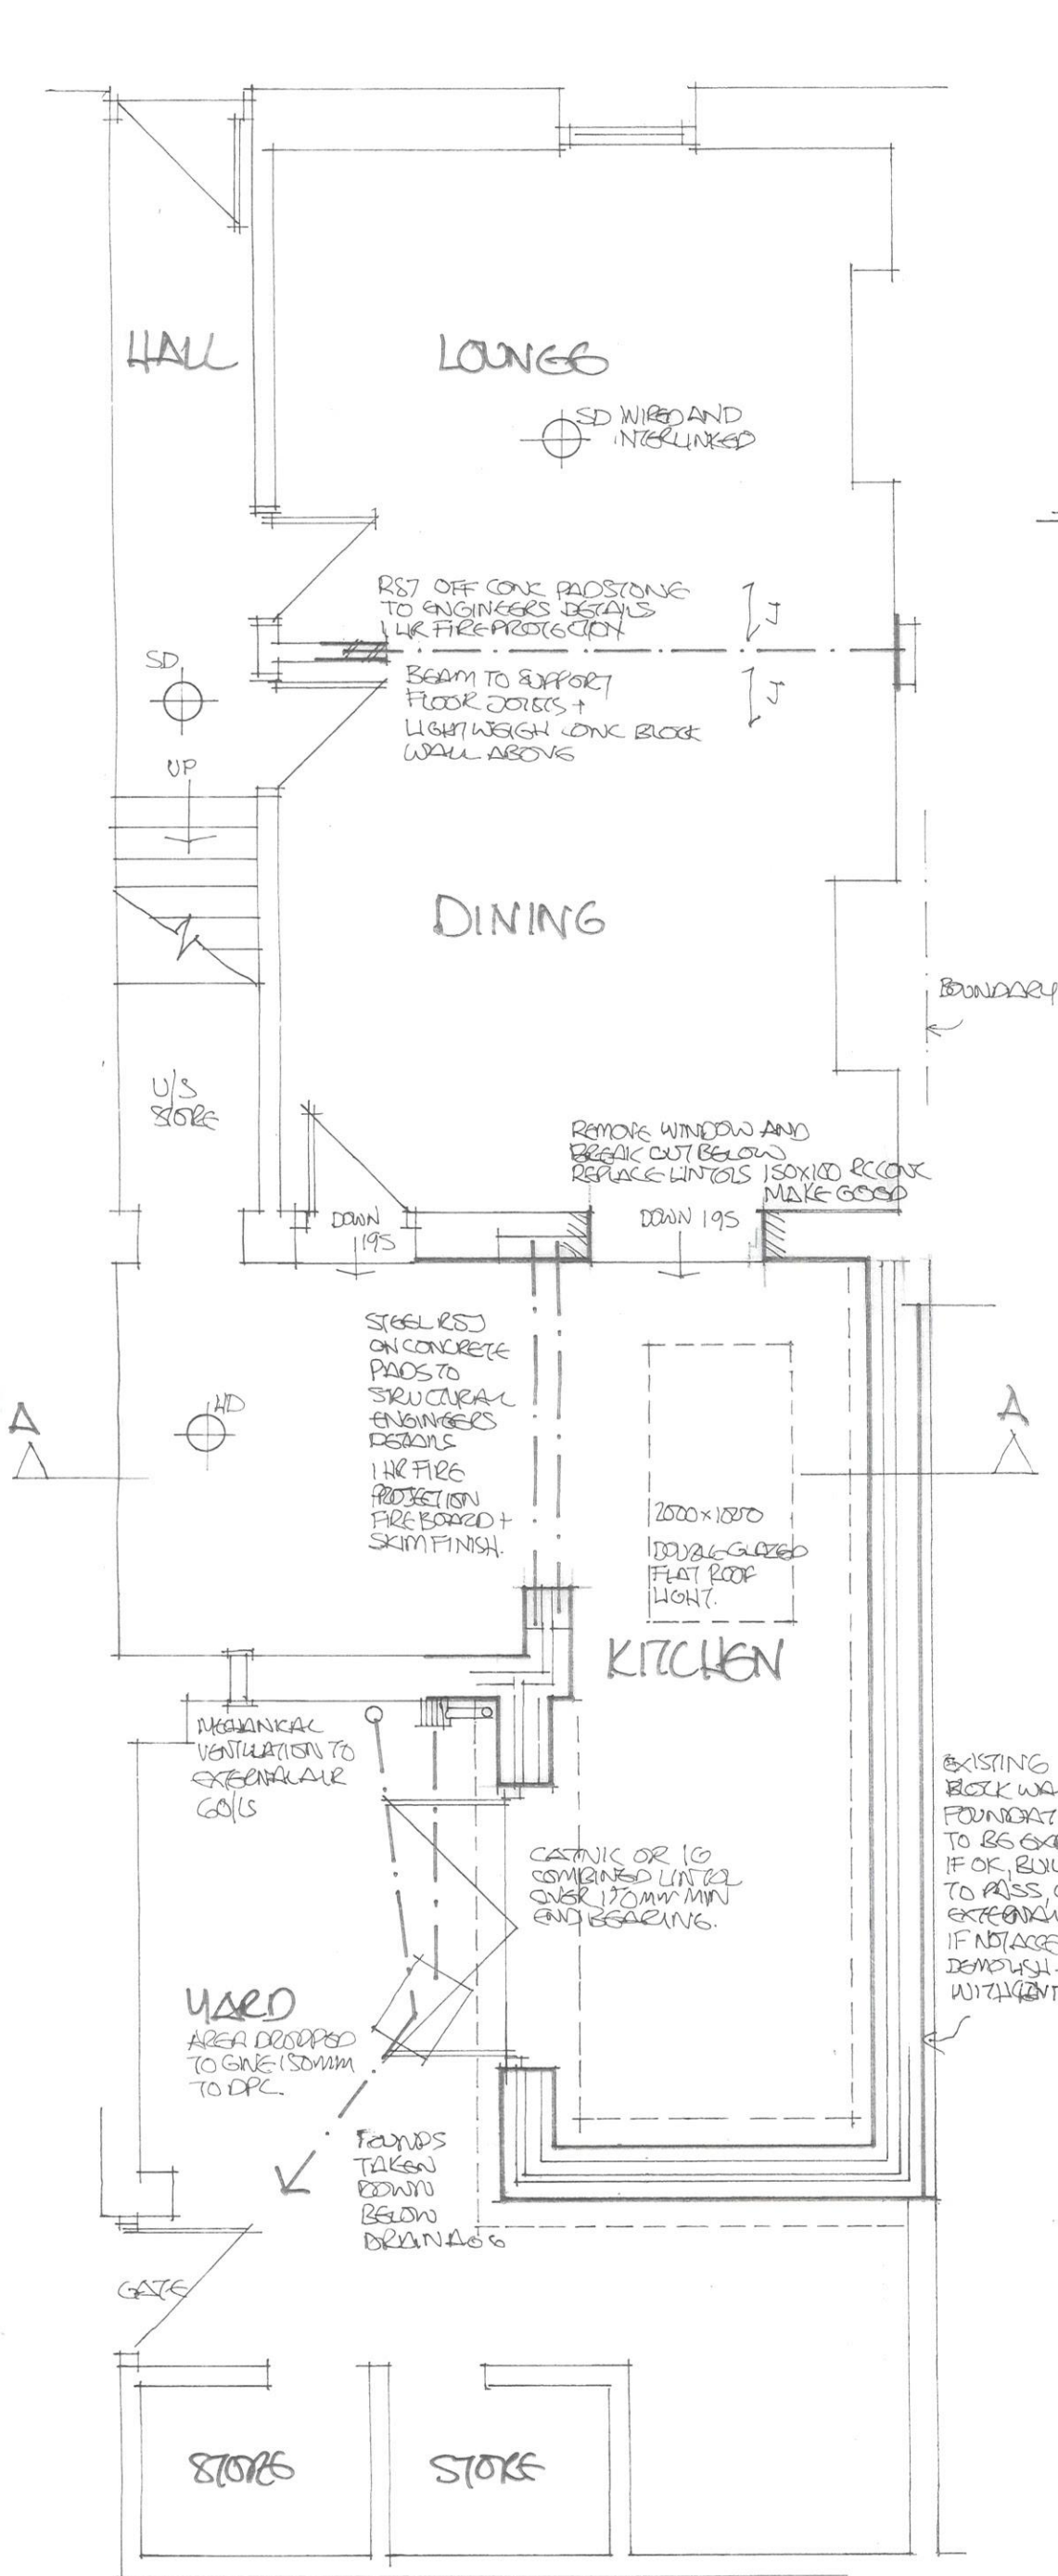 HALL
LOUNGE
SD WIRED AND
INTERLINKED
RSJ OFF CONC PADSTONE
TO ENGINEERS DETAILS
1 HR FIRE PROTECTION
J
SD
BEAM TO SUPPORT
FLOOR JOISTS +
LIGHTWEIGH CONC BLOCK
WALL ABOVE
J
UP
DINING
BOUNDARY
U/S
STORE
REMOVE WINDOW AND
BREAK OUT BELOW
REPLACE LINTOLS 150X100 RCCONC
MAKE GOOD
DOWN
195
DOWN 195
STEEL RSJ
ON CONCRETE
PADS TO
STRUCTURAL
ENGINEERS
DETAILS
1 HR FIRE
PROTECTION
FIREBOARD +
SKIM FINISH.
A
HD
A
2000 x 1000
DOUBLE GLAZED
FLAT ROOF
LIGHT.
KITCHEN
MECHANICAL
VENTILATION TO
EXTERNAL AIR
60/LS
CATNIC OR IG
COMBINED LINTOL
OVER 150MM MIN
END BEARING.
EXISTING
BLOCK WA
FOUNDAT
TO BE EXP
IF OK, BUIL
TO PASS,
EXTERNAL
IF NOT ACCE
DEMOLISH
YARD
AREA DROPPED
TO GIVE 150MM
TO DPC.
FOUNDS
TAKEN
DOWN
BELOW
DRAINAGE
GATE
STORE
STORE